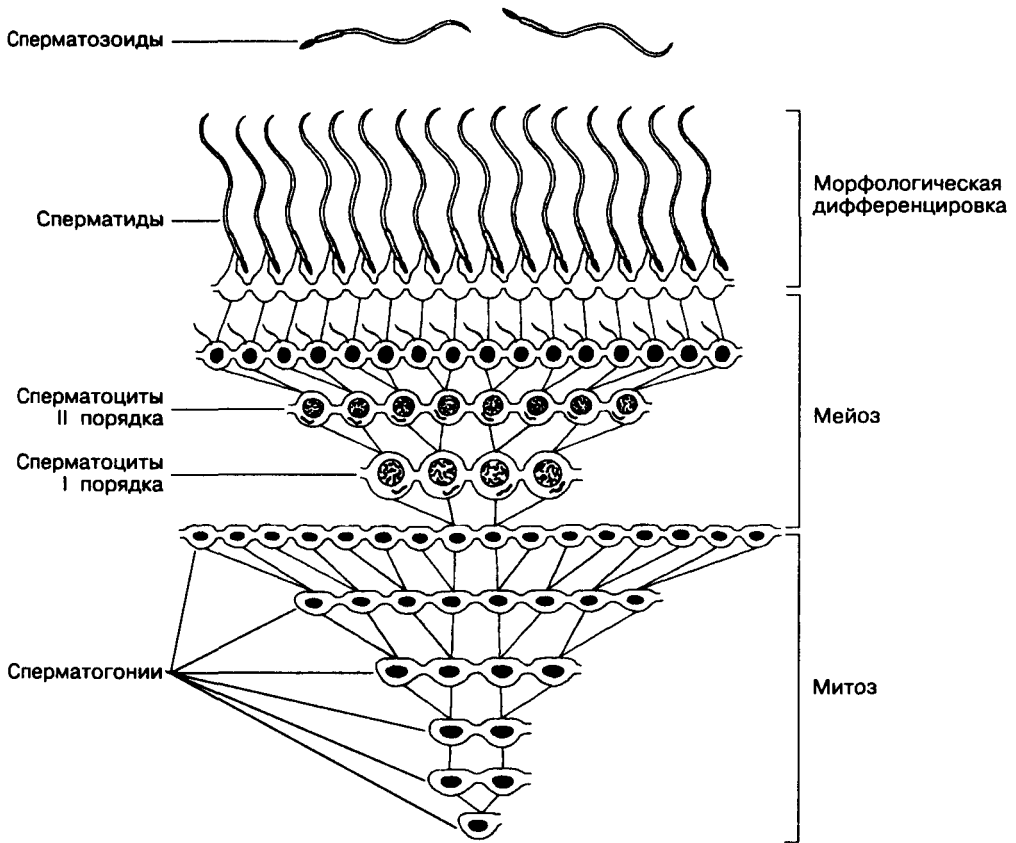 Сперматозоиды
Морфологическая
дифференцировка
Сперматиды
Сперматоциты
II порядка
Мейоз
Сперматоциты
I порядка
Сперматогонии
Митоз